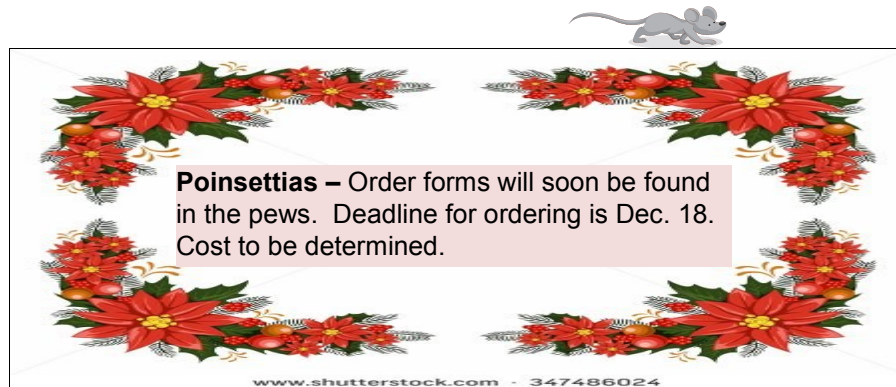 Poinsettias – Order forms will soon be found
in the pews.  Deadline for ordering is Dec. 18.
Cost to be determined.
www.shutterstock.com · 347486024